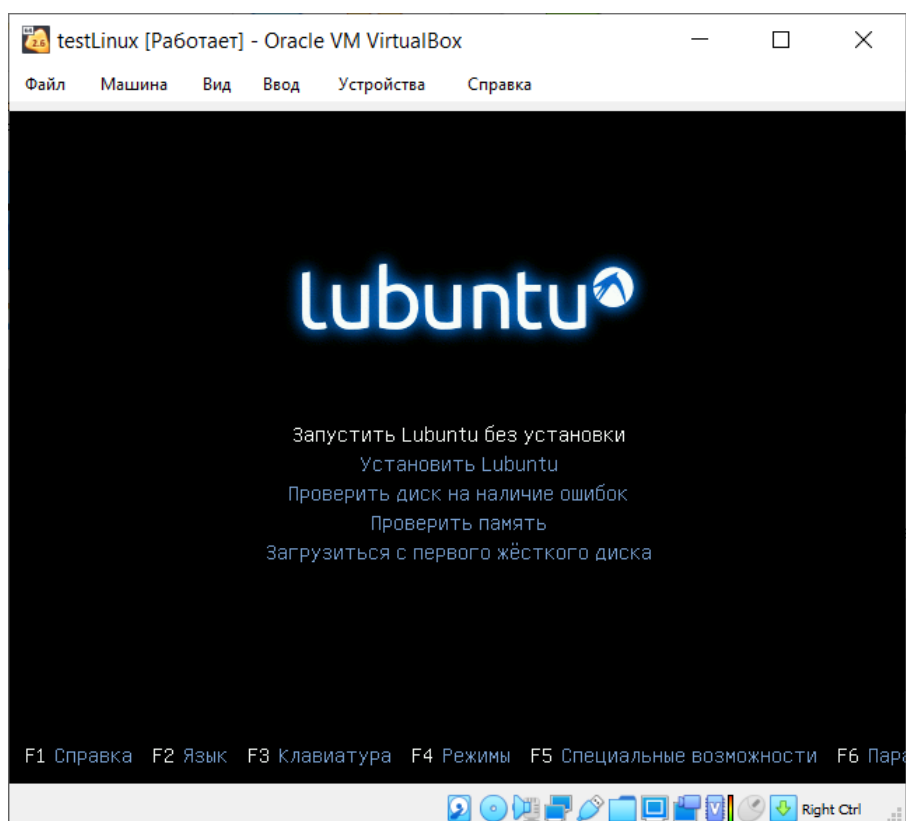 testLinux [Работает] - Oracle VM VirtualBox
Файл Машина Вид Ввод Устройства Справка
lubuntu
Запустить Lubuntu без установки
Установить Lubuntu
Проверить диск на наличие ошибок
Проверить память
Загрузиться с первого жёсткого диска
F1 Справка F2 Язык F3 Клавиатура F4 Режимы F5 Специальные возможности F6 Пара
Right Ctrl